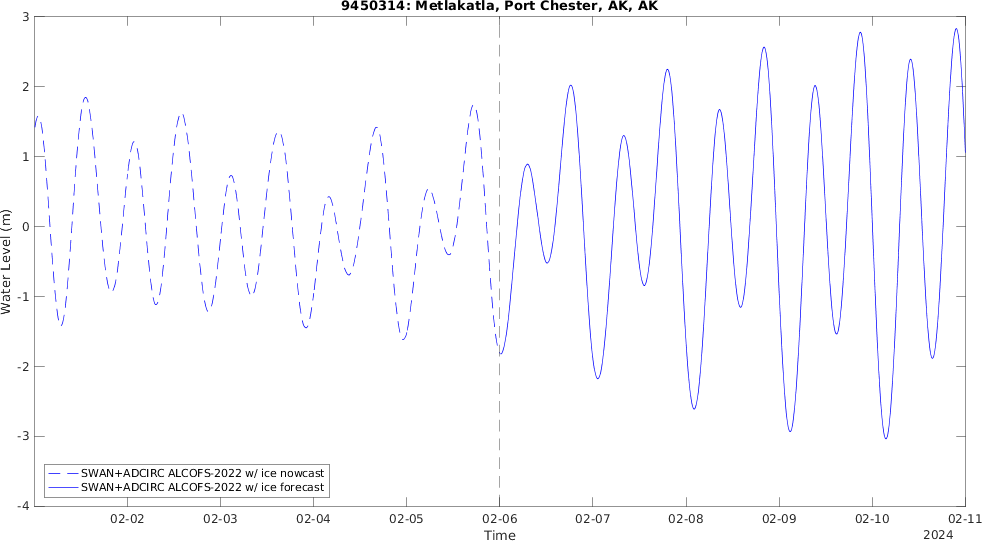 9450314: Metlakatla, Port Chester, AK, AK
3
2
1
0
-1
-2
-3
-4
Water Level (m)
SWAN+ADCIRC ALCOFS-2022 w/ ice nowcast
SWAN+ADCIRC ALCOFS-2022 w/ ice forecast
02-02 02-03 02-04 02-05 02-06 02-07 02-08 02-09 02-10 02-11
Time
2024